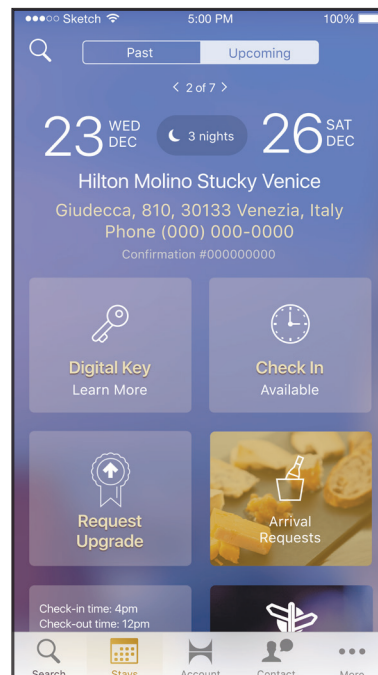 Sketch 5:00 PM 100%
Past Upcoming
< 2 of 7 >
23 WED DEC 3 nights 26 SAT DEC
Hilton Molino Stucky Venice
Giudecca, 810, 30133 Venezia, Italy
Phone (000) 000-0000
Confirmation #000000000
Digital Key
Learn More
Check In
Available
Request
Upgrade
Arrival
Requests
Check-in time: 4pm
Check-out time: 12pm
Search Stays Account Contact More